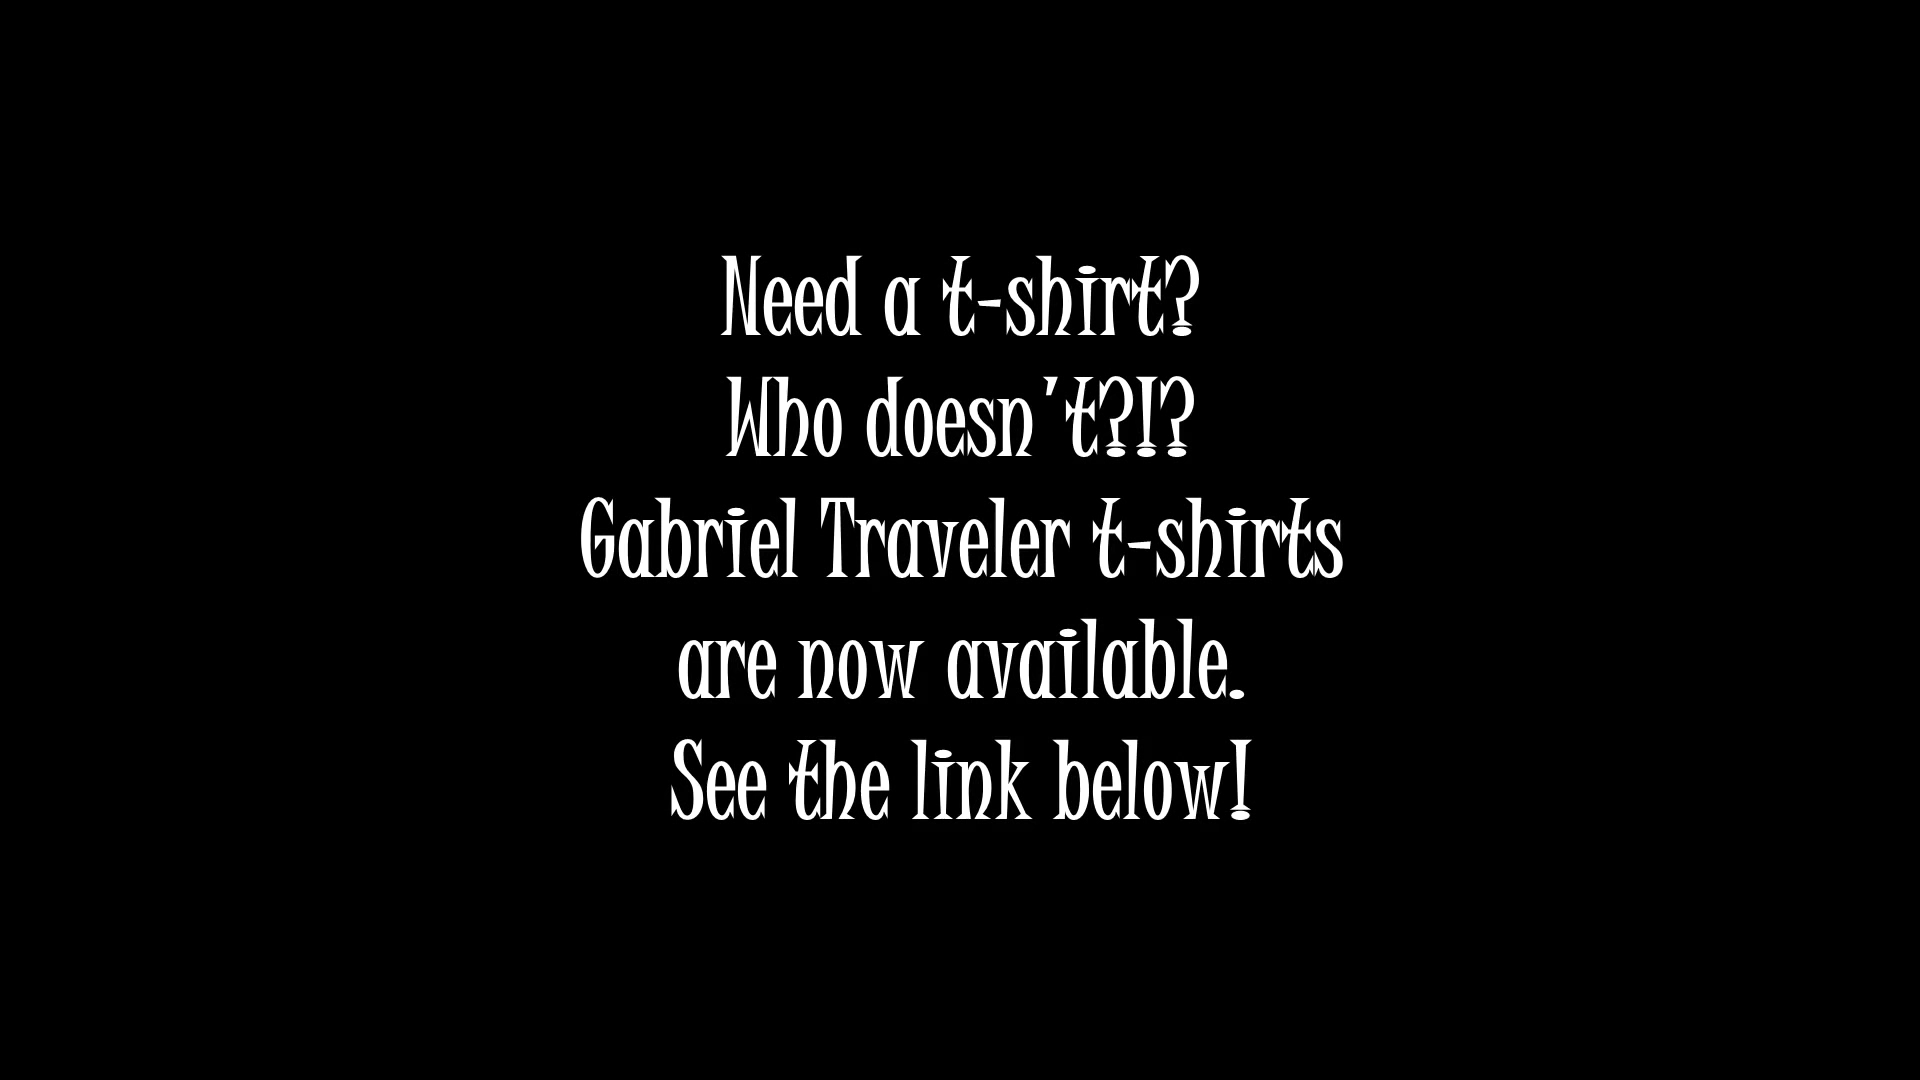 Need a t-shirt?
Who doesn't?!?
Gabriel Traveler t-shirts
are now available.
See the link below!